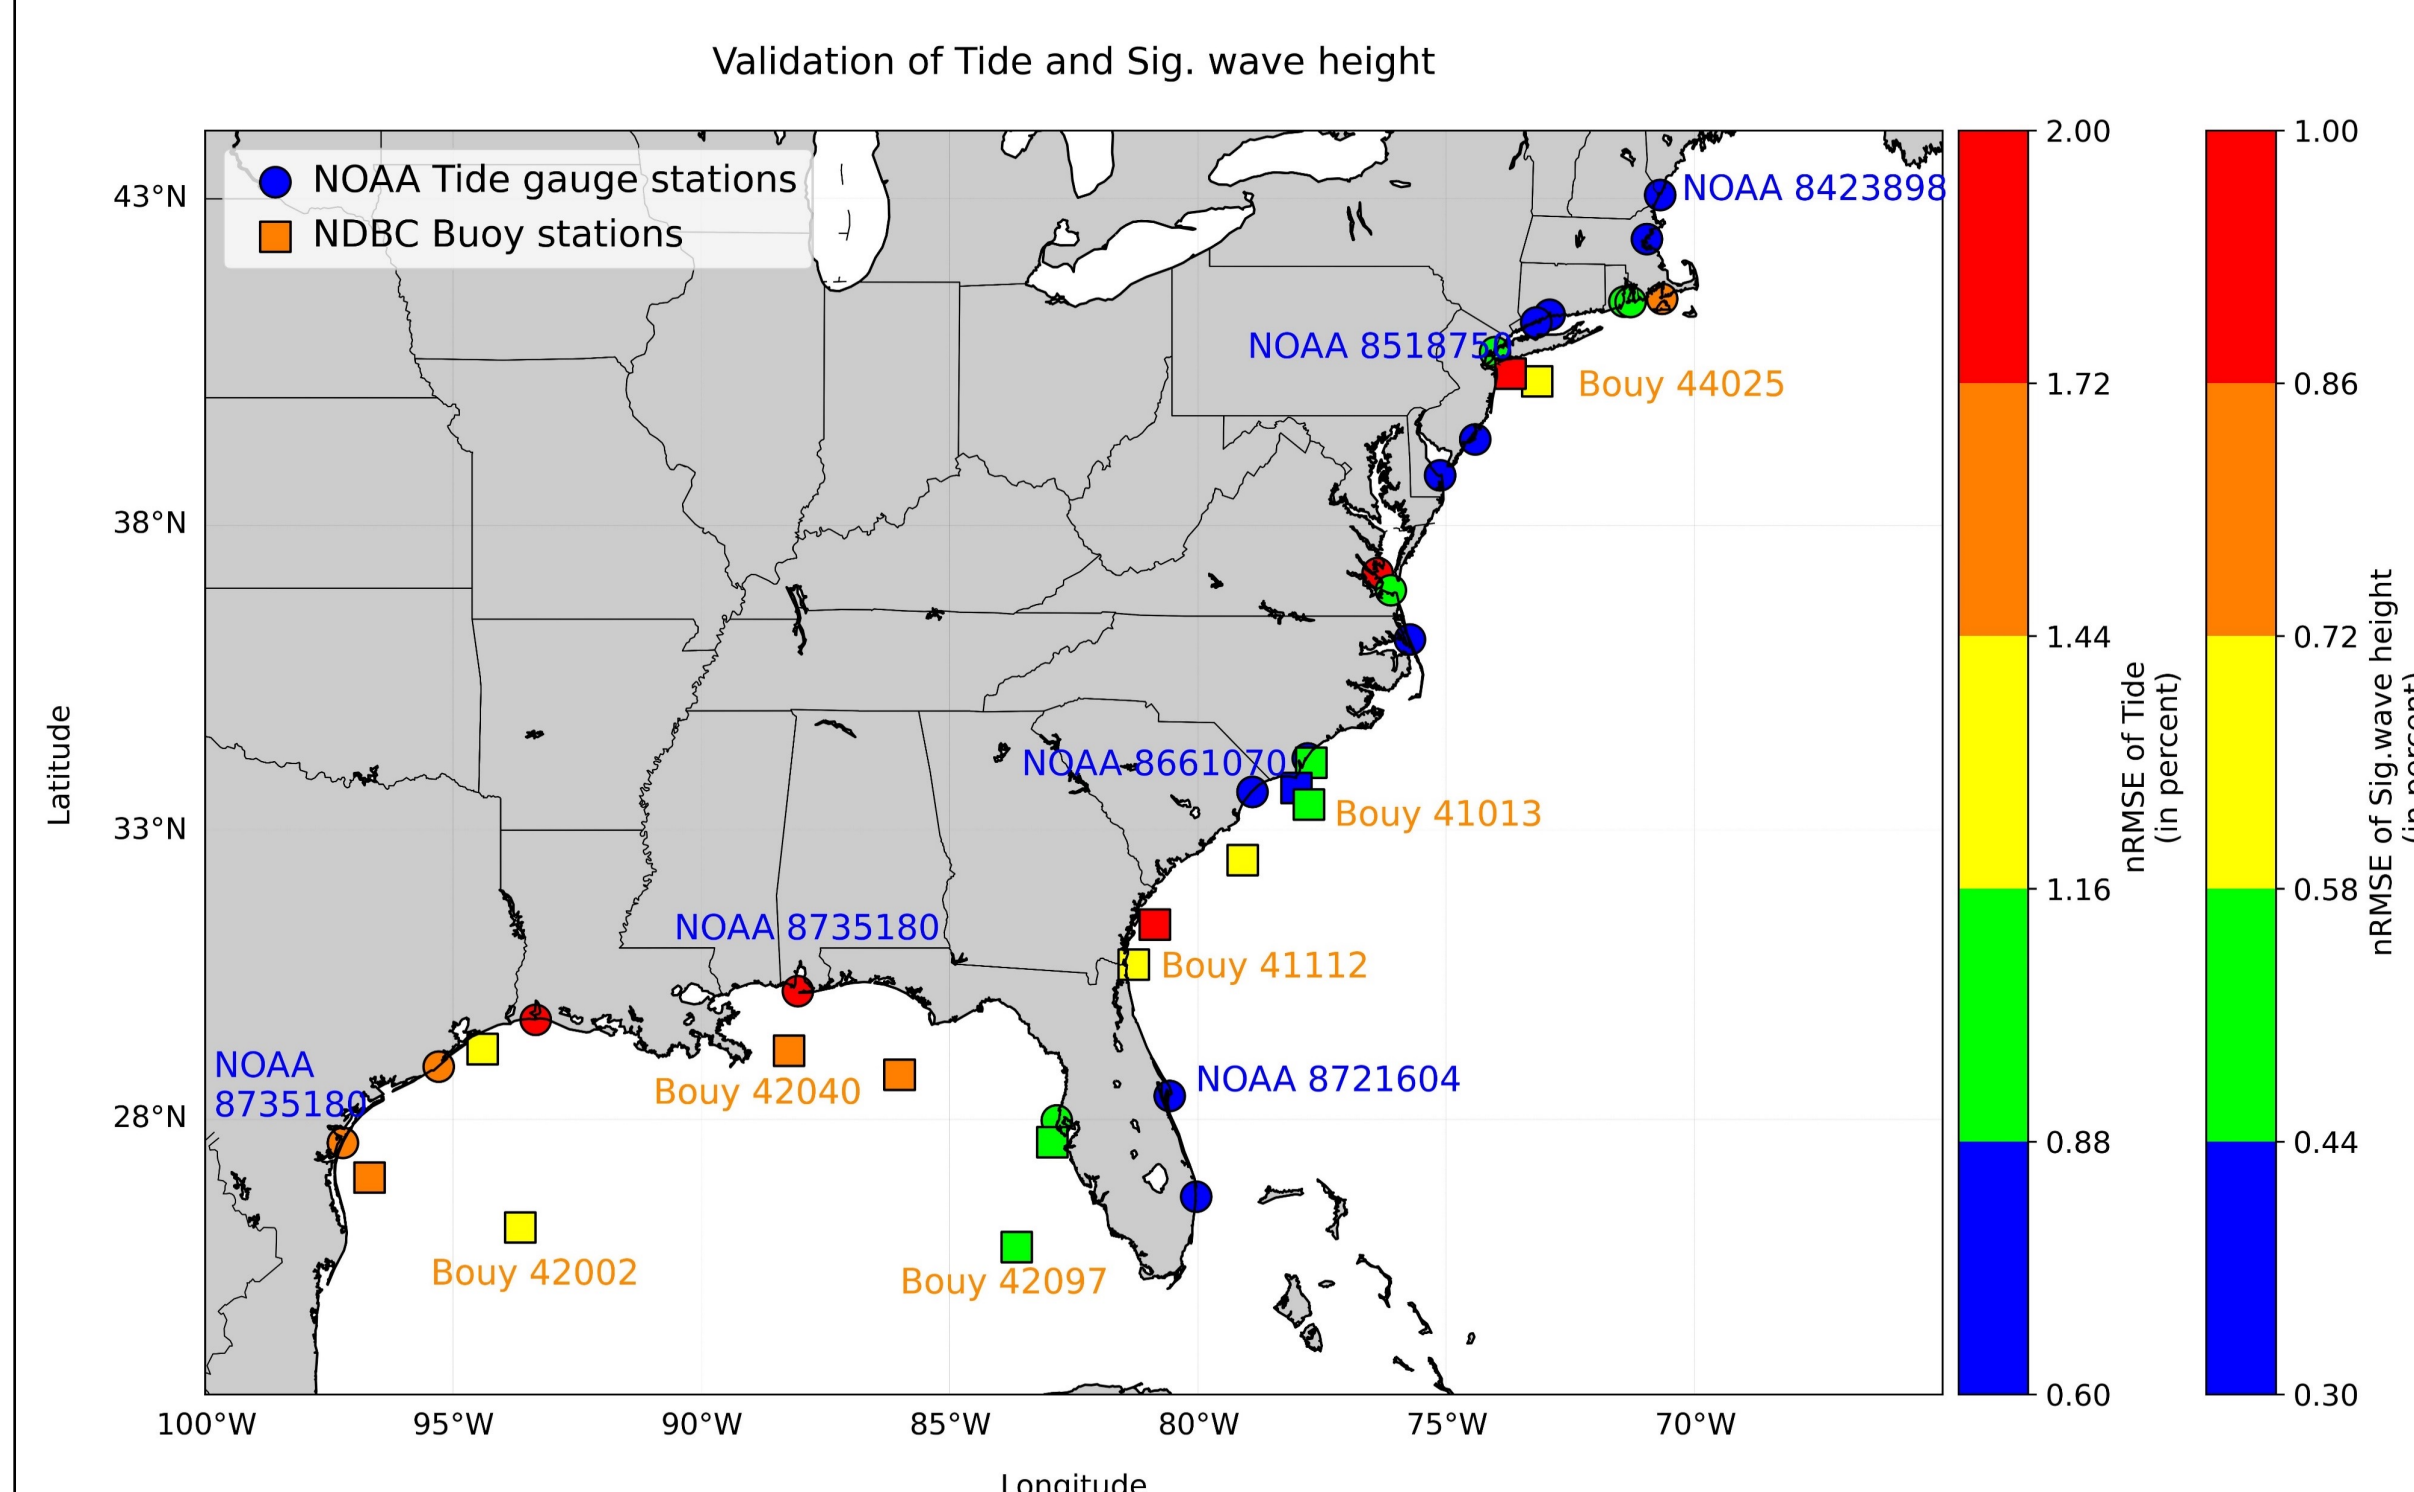 Validation of Tide and Sig. wave height
NOAA Tide gauge stations
NDBC Buoy stations
43°N
38°N
33°N
28°N
Latitude
100°W
95°W
90°W
85°W
80°W
75°W
70°W
Longitude
NOAA 8423898
NOAA 8518750
Bouy 44025
NOAA 8661070
Bouy 41013
NOAA 8735180
Bouy 41112
NOAA
8735180
Bouy 42040
NOAA 8721604
Bouy 42002
Bouy 42097
2.00
1.72
1.44
1.16
0.88
0.60
nRMSE of Tide
(in percent)
1.00
0.86
0.72
0.58
0.44
0.30
nRMSE of Sig.wave height
(in percent)